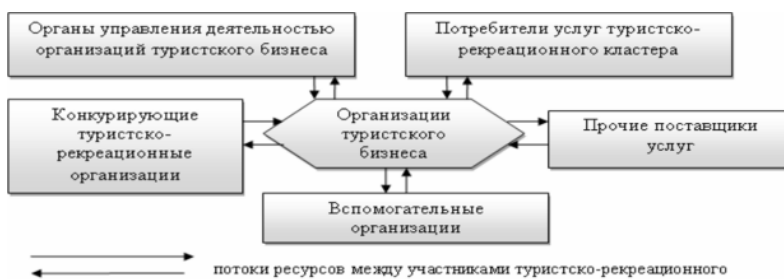 Органы управления деятельностью
организаций туристского бизнеса
Потребители услуг туристско-
рекреационного кластера
Конкурирующие
туристско-
рекреационные
организации
Организации
туристского
бизнеса
Прочие поставщики
услуг
Вспомогательные
организации
потоки ресурсов между участниками туристско-рекреационного